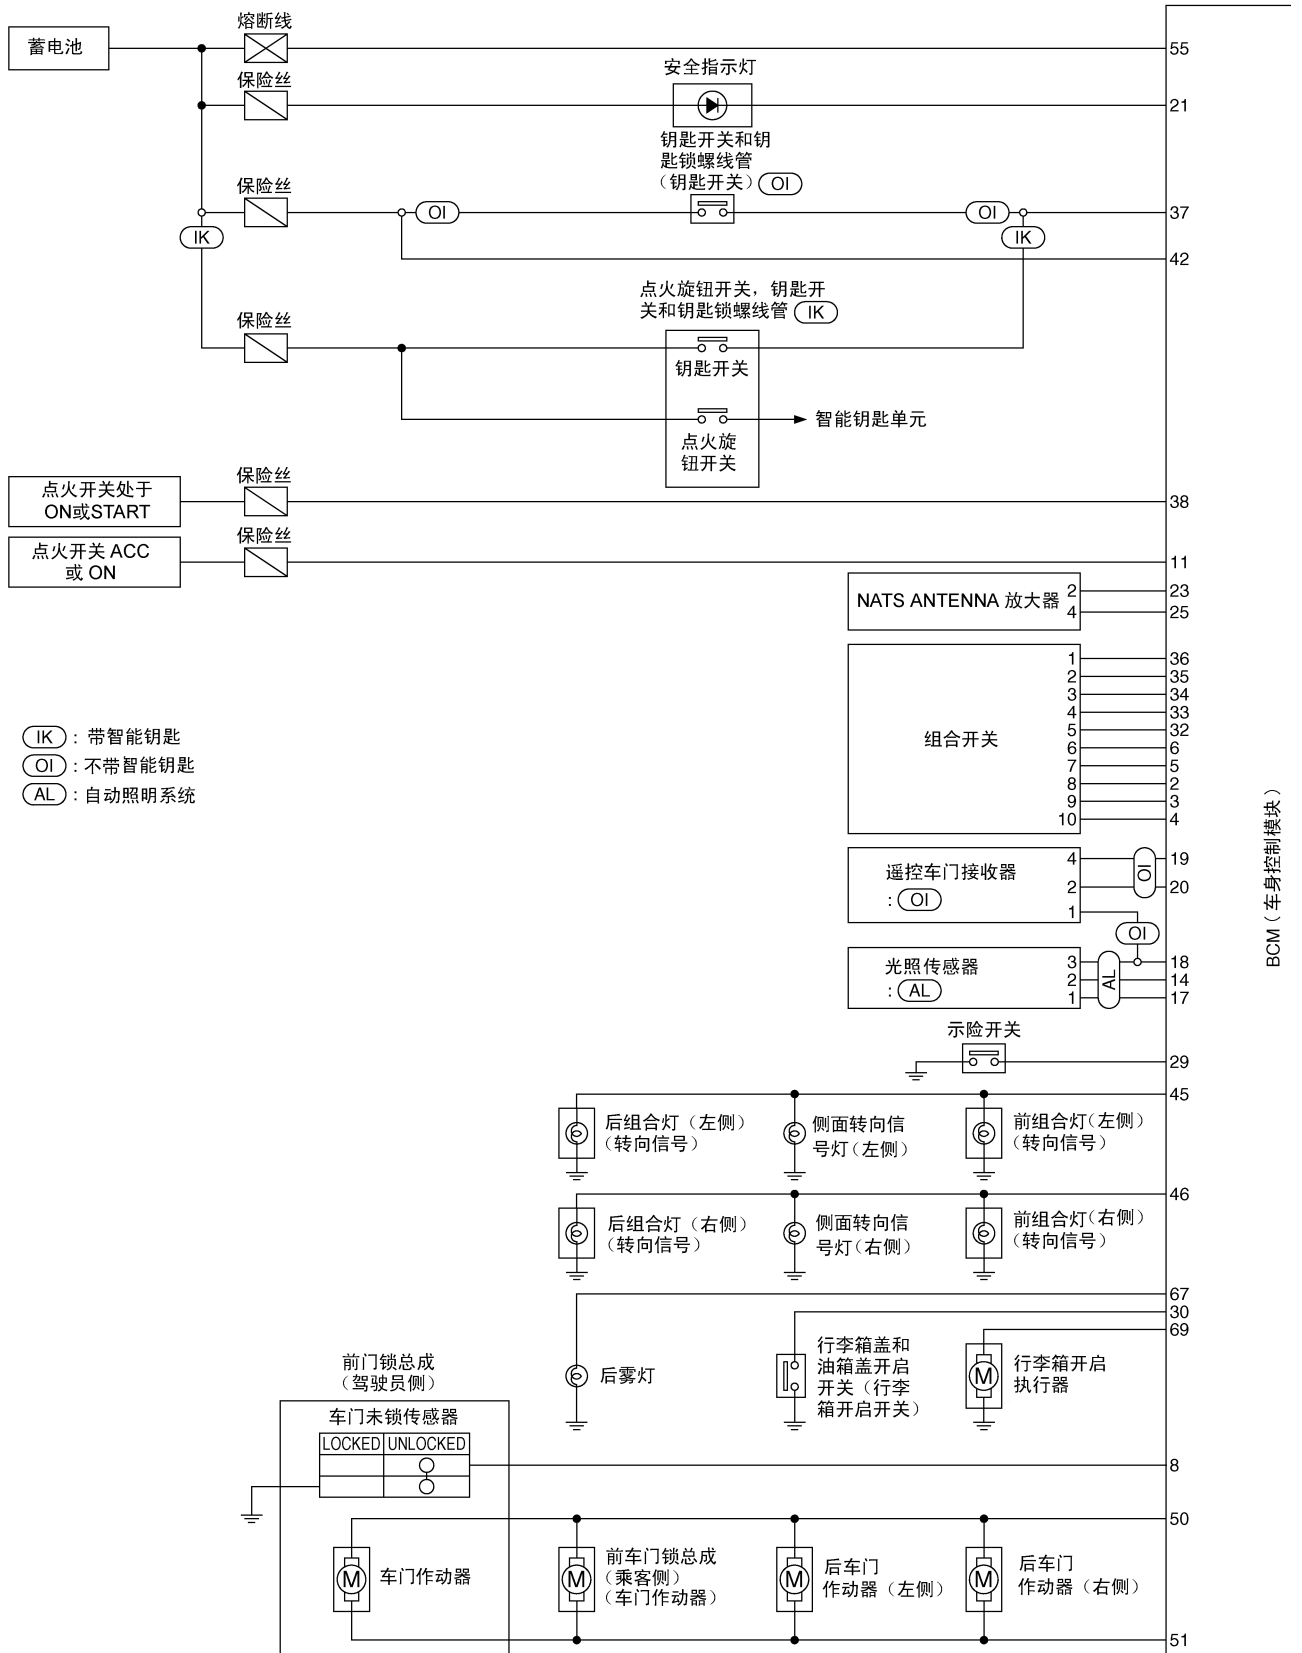 熔断线
蓄电池
55
安全指示灯
保险丝
21
钥匙开关和钥
匙锁螺线管
（钥匙开关）OI
保险丝
OI
OI
37
IK
IK
42
点火旋钮开关，钥匙开
关和钥匙锁螺线管 IK
保险丝
钥匙开关
智能钥匙单元
点火旋
钮开关
保险丝
点火开关处于
ON或START
38
保险丝
点火开关 ACC
或 ON
11
NATS ANTENNA 放大器
2
23
4
25
组合开关
1
36
2
35
3
34
4
33
5
32
6
6
7
5
8
2
9
3
10
4
IK：带智能钥匙
OI：不带智能钥匙
AL：自动照明系统
BCM（车身控制模块）
遥控车门接收器
：OI
4
19
OI
2
20
1
OI
光照传感器
：AL
3
18
AL
2
14
1
17
示险开关
29
45
后组合灯（左侧）
（转向信号）
侧面转向信
号灯（左侧）
前组合灯（左侧）
（转向信号）
46
后组合灯（右侧）
（转向信号）
侧面转向信
号灯（右侧）
前组合灯（右侧）
（转向信号）
67
30
69
后雾灯
行李箱盖和
油箱盖开启
开关（行李
箱开启开关）
M
行李箱开启
执行器
前门锁总成
（驾驶员侧）
车门未锁传感器
LOCKED UNLOCKED
8
50
M
车门作动器
M
前车门锁总成
（乘客侧）
（车门作动器）
M
后车门
作动器（左侧）
M
后车门
作动器（右侧）
51